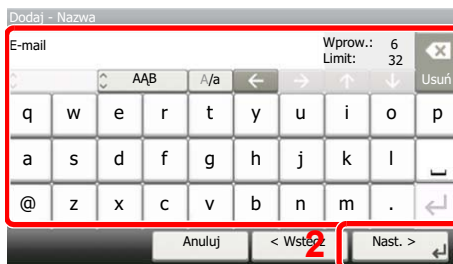 Dodaj - Nazwa
E-mail Wprow.: 6
Limit: 32
AĄB A/a ← → ↑ ↓ Usuń
q w e r t y u i o p
a s d f g h j k l
@ z x c v b n m .
2
Anuluj < Wstecz Nast. >